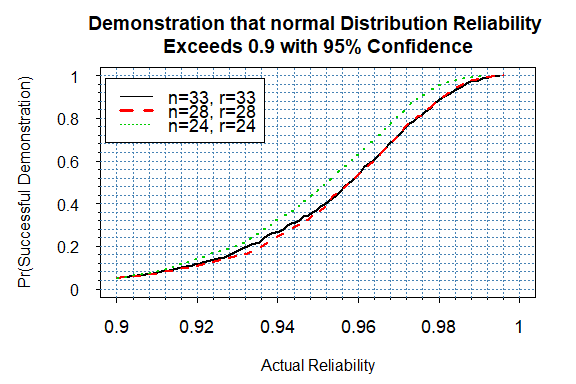 Demonstration that normal Distribution Reliability
Exceeds 0.9 with 95% Confidence
Pr(Successful Demonstration)
1
0.8
0.6
0.4
0.2
0
n=33, r=33
n=28, r=28
n=24, r=24
0.9 0.92 0.94 0.96 0.98 1
Actual Reliability